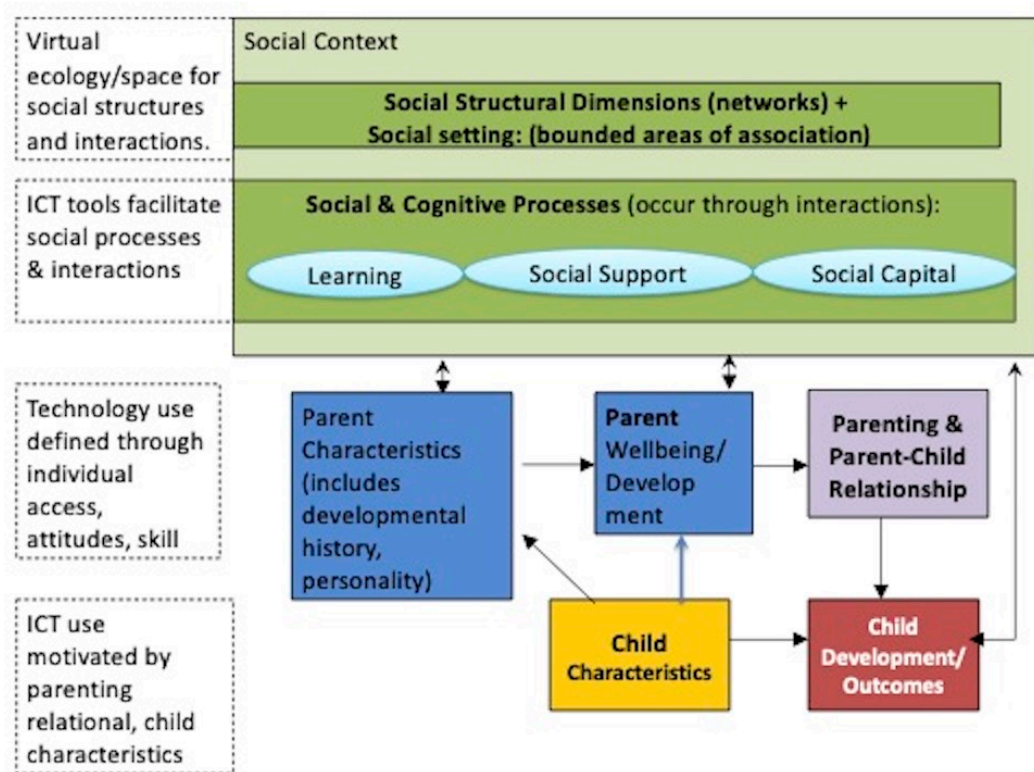 Virtual
ecology/space for
social structures
and interactions.
Social Context
Social Structural Dimensions (networks) +
Social setting: (bounded areas of association)
ICT tools facilitate
social processes
& interactions
Social & Cognitive Processes (occur through interactions):
Learning
Social Support
Social Capital
Technology use
defined through
individual
access,
attitudes, skill
Parent
Characteristics
(includes
developmental
history,
personality)
Parent
Wellbeing/
Develop
ment
Parenting &
Parent-Child
Relationship
ICT use
motivated by
parenting
relational, child
characteristics
Child
Characteristics
Child
Development/
Outcomes